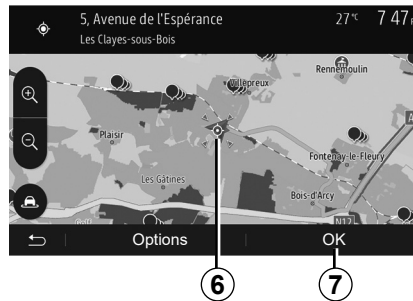 5, Avenue de l'Espérance
27°C
7 47
Les Clayes-sous-Bois
Rennemoulin
Villepreux
Plaisir
Fontenay-le-Fleury
Les Gâtines
Bois-d'Arcy
N12
Options
OK
6
7